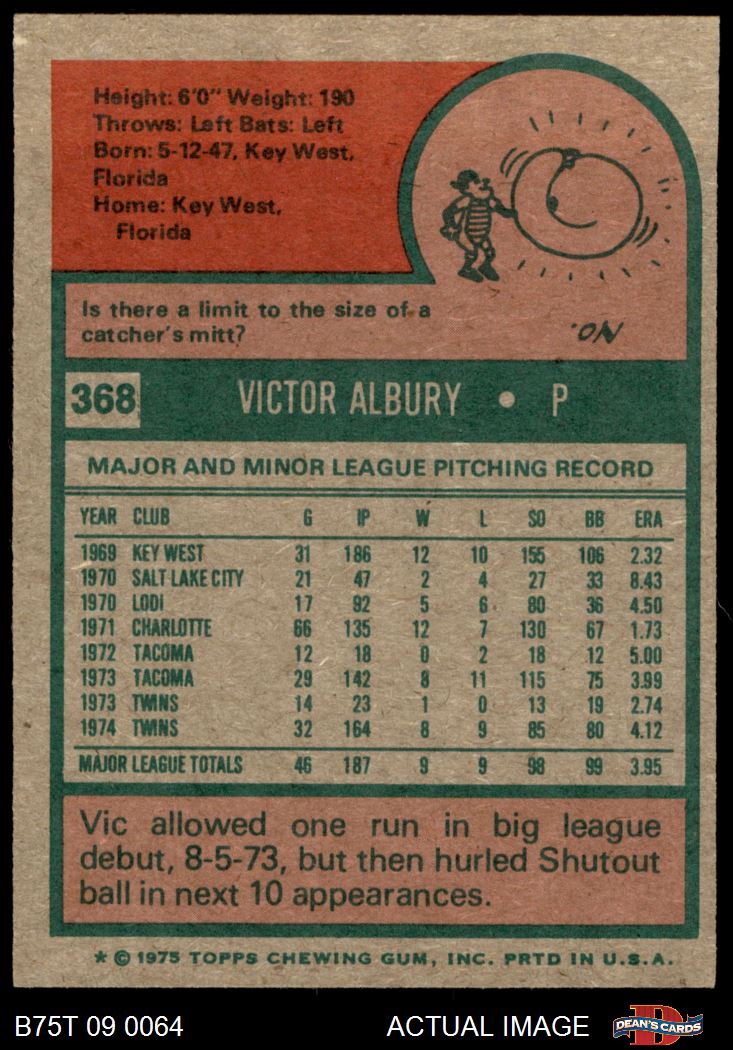 Height: 6'0" Weight: 190
Throws: Left Bats: Left
Born: 5-12-47, Key West,
Florida
Home: Key West,
Florida
Is there a limit to the size of a
catcher's mitt?
NO.
368 VICTOR ALBURY • P
MAJOR AND MINOR LEAGUE PITCHING RECORD
YEAR CLUB G IP W L SO BB ERA
1969 KEY WEST 31 186 12 10 155 106 2.32
1970 SALT LAKE CITY 21 47 2 4 27 33 8.43
1970 LODI 17 92 5 6 80 36 4.50
1971 CHARLOTTE 66 135 12 7 130 67 1.73
1972 TACOMA 12 18 0 2 18 12 5.00
1973 TACOMA 29 142 8 11 115 75 3.99
1973 TWINS 14 23 1 0 13 19 2.74
1974 TWINS 32 164 8 9 85 80 4.12
MAJOR LEAGUE TOTALS 46 187 9 9 98 99 3.95
Vic allowed one run in big league
debut, 8-5-73, but then hurled Shutout
ball in next 10 appearances.
* © 1975 TOPPS CHEWING GUM, INC. PRTD IN U.S.A.
B75T 09 0064 ACTUAL IMAGE D DEAN'S CARDS